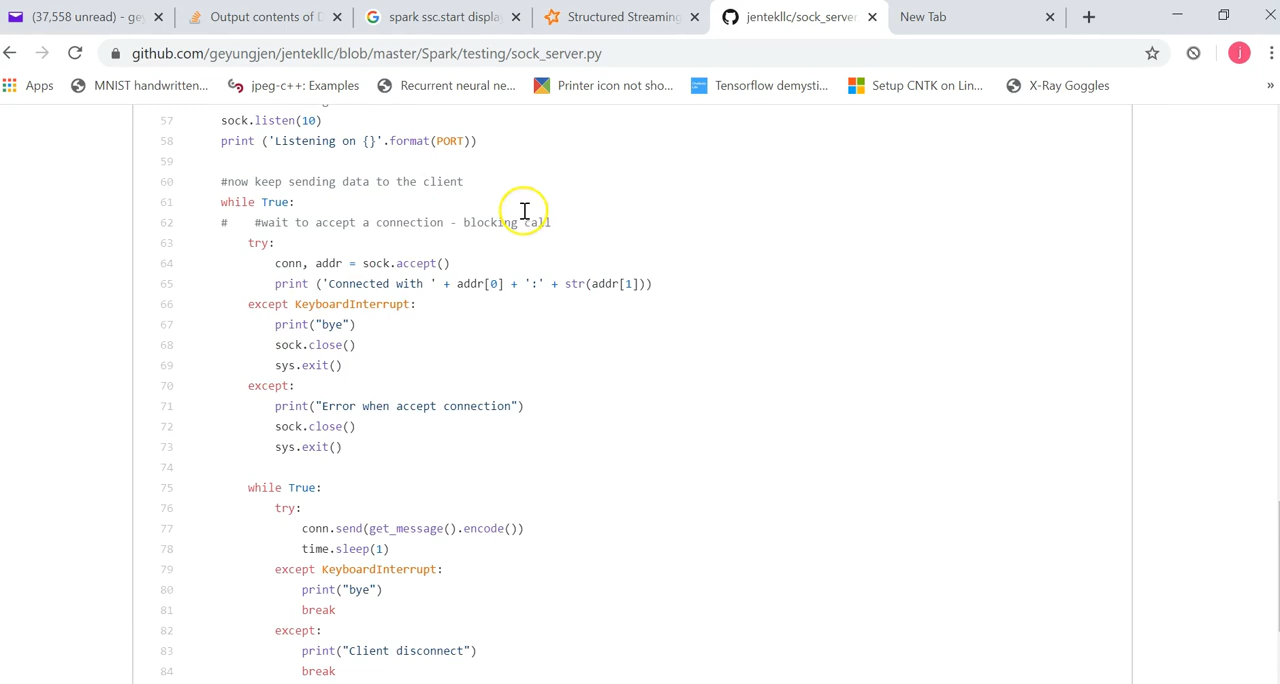 (37,558 unread) - ge
Output contents of D
spark ssc.start displa
Structured Streaming
jentekllc/sock_server
New Tab
github.com/geyungjen/jentekllc/blob/master/Spark/testing/sock_server.py
j
Apps
MNIST handwritten...
jpeg-c++: Examples
Recurrent neural ne...
Printer icon not sho...
Tensorflow demysti...
Setup CNTK on Lin...
X-Ray Goggles
»
57 sock.listen(10)
58 print ('Listening on {}'.format(PORT))
59
60 #now keep sending data to the client
61 while True:
62 #    #wait to accept a connection - blocking call
63 try:
64 conn, addr = sock.accept()
65 print ('Connected with ' + addr[0] + ':' + str(addr[1]))
66 except KeyboardInterrupt:
67 print("bye")
68 sock.close()
69 sys.exit()
70 except:
71 print("Error when accept connection")
72 sock.close()
73 sys.exit()
74
75 while True:
76 try:
77 conn.send(get_message().encode())
78 time.sleep(1)
79 except KeyboardInterrupt:
80 print("bye")
81 break
82 except:
83 print("Client disconnect")
84 break